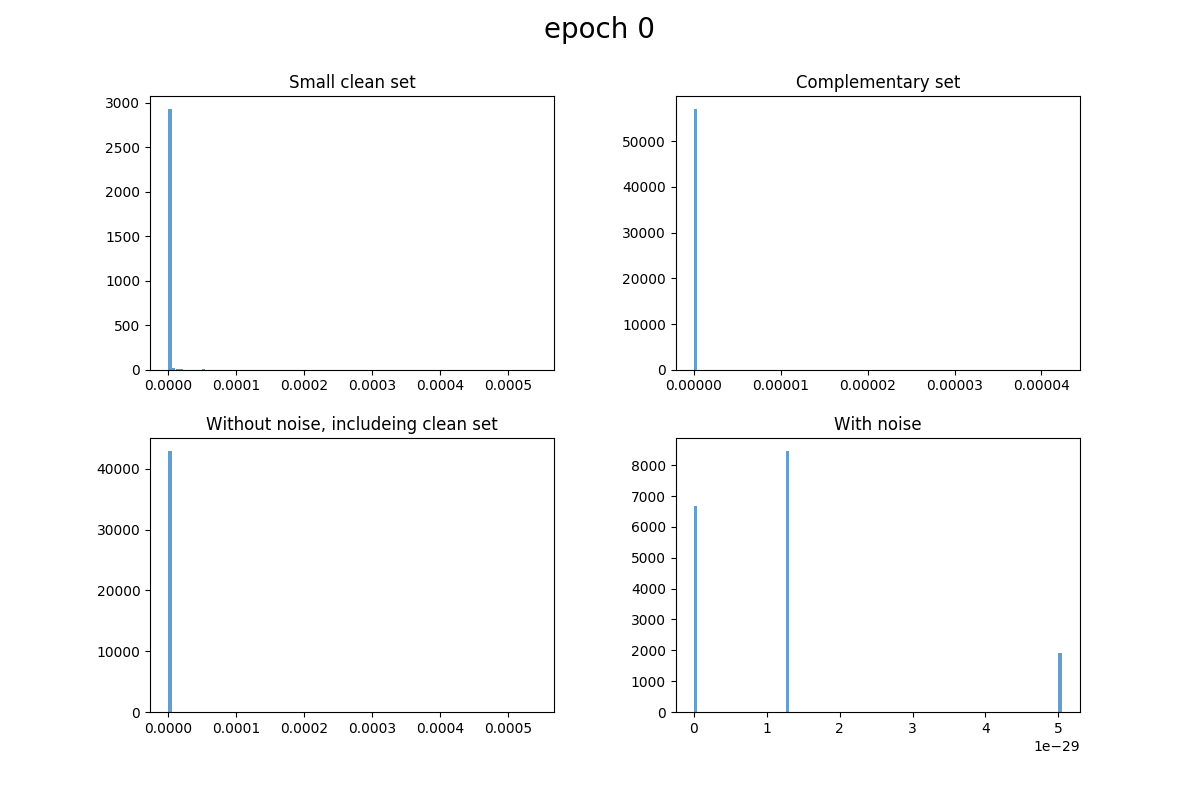 epoch 0
Small clean set
3000
2500
2000
1500
1000
500
0
0.0000 0.0001 0.0002 0.0003 0.0004 0.0005
Complementary set
50000
40000
30000
20000
10000
0
0.00000 0.00001 0.00002 0.00003 0.00004
Without noise, includeing clean set
40000
30000
20000
10000
0
0.0000 0.0001 0.0002 0.0003 0.0004 0.0005
With noise
8000
7000
6000
5000
4000
3000
2000
1000
0
0 1 2 3 4 5
1e−29